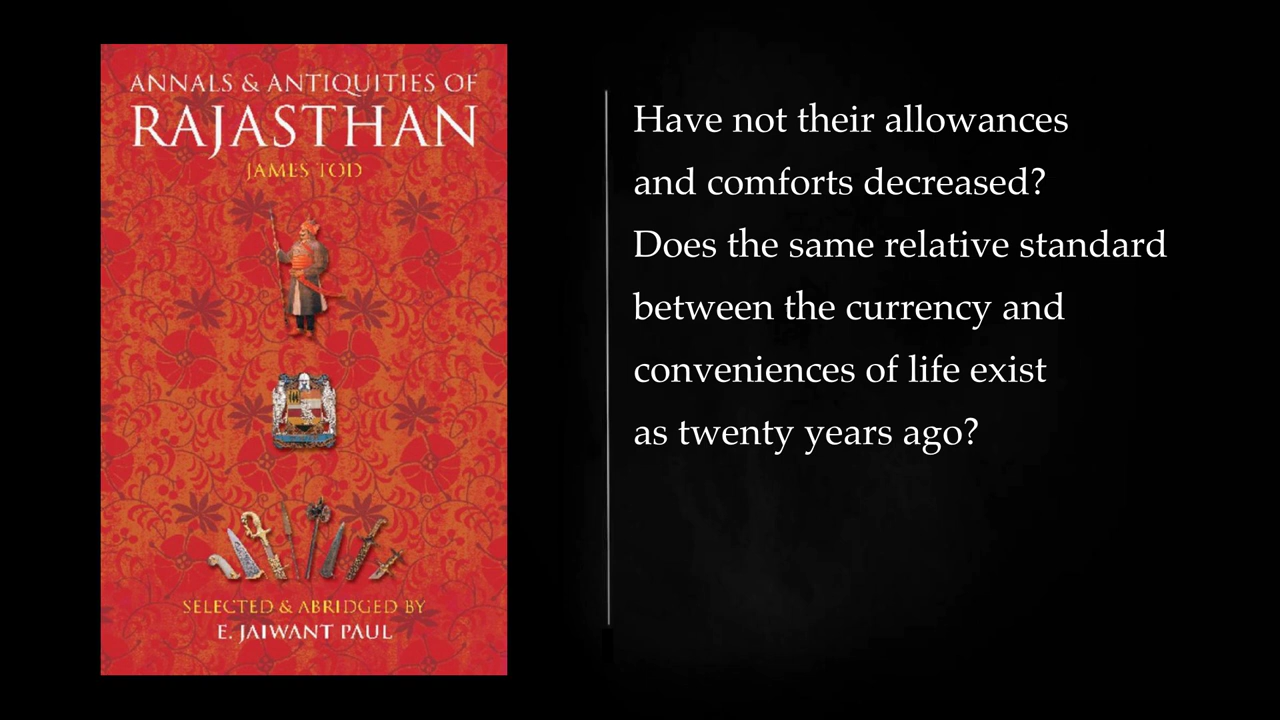 ANNALS & ANTIQUITIES OF
RAJASTHAN
JAMES TOD
SELECTED & ABRIDGED BY
E. JAIWANT PAUL
Have not their allowances
and comforts decreased?
Does the same relative standard
between the currency and
conveniences of life exist
as twenty years ago?